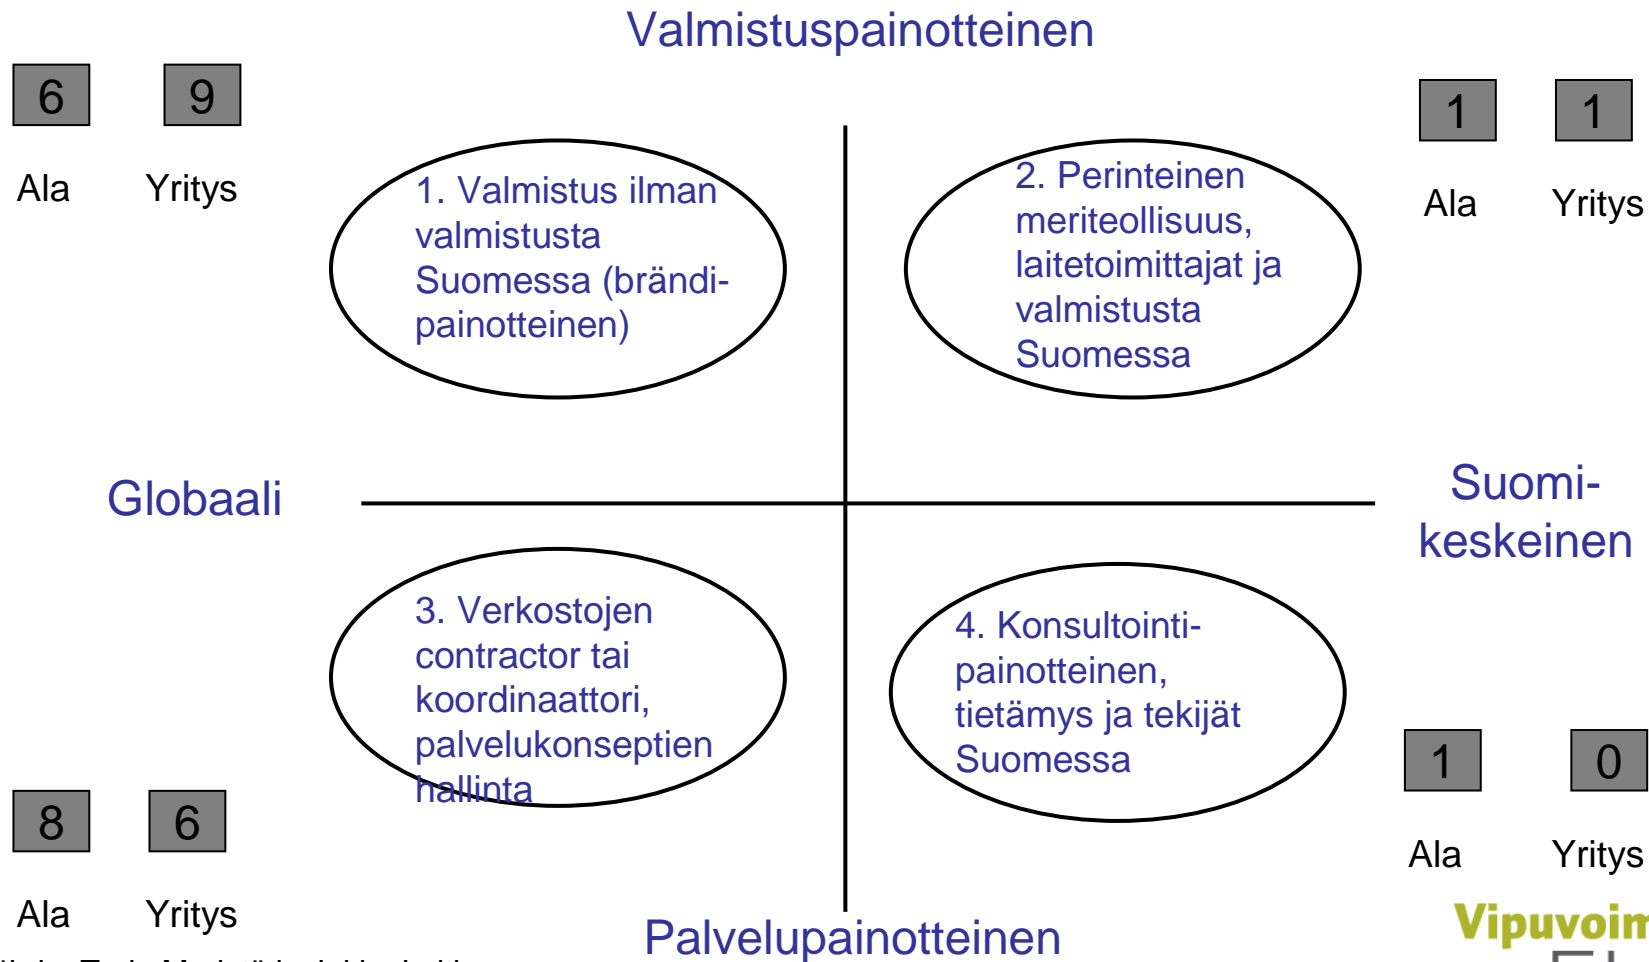 Valmistuspainotteinen
6 9
Ala Yritys
1 1
Ala Yritys
1. Valmistus ilman
valmistusta
Suomessa (brändi-
painotteinen)
2. Perinteinen
meriteollisuus,
laitetoimittajat ja
valmistusta
Suomessa
Globaali
Suomi-
keskeinen
3. Verkostojen
contractor tai
koordinaattori,
palvelukonseptien
hallinta
4. Konsultointi-
painotteinen,
tietämys ja tekijät
Suomessa
8 6
Ala Yritys
1 0
Ala Yritys
Palvelupainotteinen